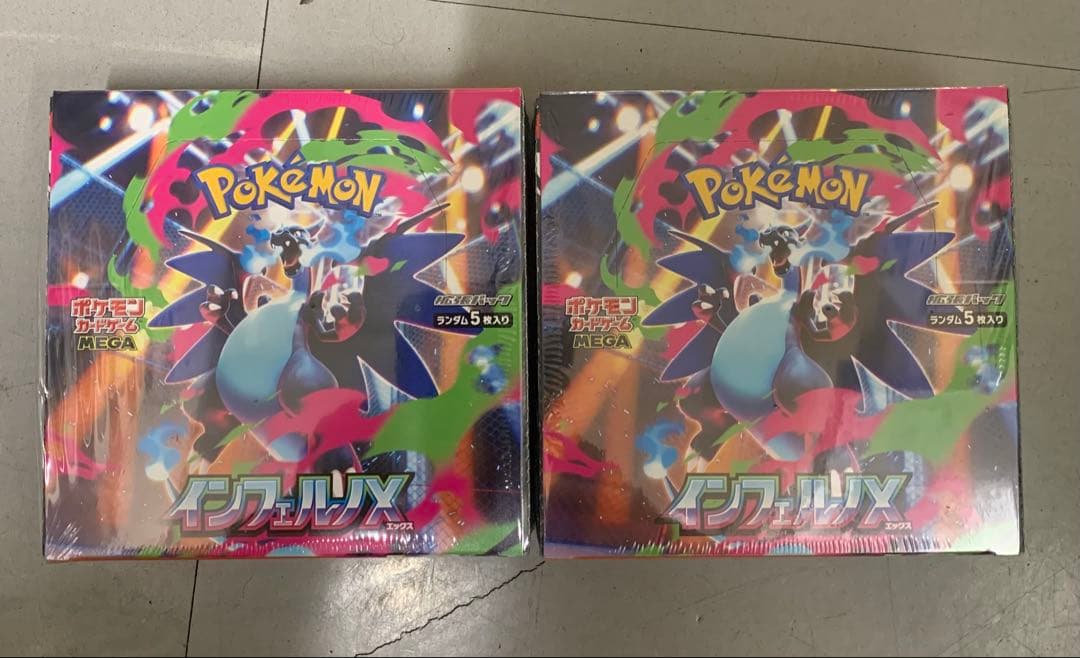 POKéMON
ポケモン
カードゲーム
MEGA
拡張パック
ランダム5枚入り
インフェルノX
エックス
POKéMON
ポケモン
カードゲーム
MEGA
拡張パック
ランダム5枚入り
インフェルノX
エックス